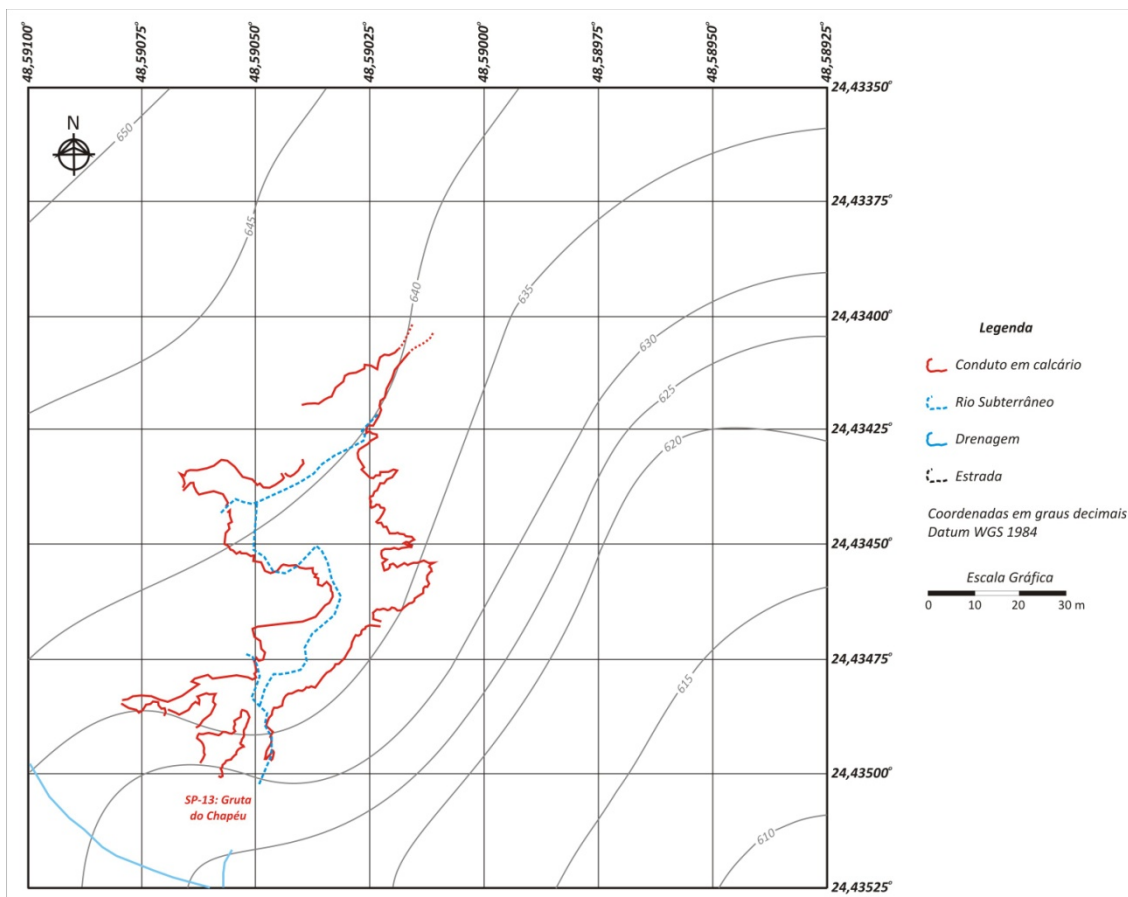 48,59100°
48,59075°
48,59050°
48,59025°
48,59000°
48,58975°
48,58950°
48,58925°
24,43350°
N
650
24,43375°
645
640
635
24,43400°
630
Legenda
625
Conduto em calcário
620
Rio Subterrâneo
24,43425°
Drenagem
Estrada
Coordenadas em graus decimais
Datum WGS 1984
24,43450°
Escala Gráfica
0 10 20 30 m
24,43475°
615
24,43500°
SP-13: Gruta
do Chapéu
610
24,43525°